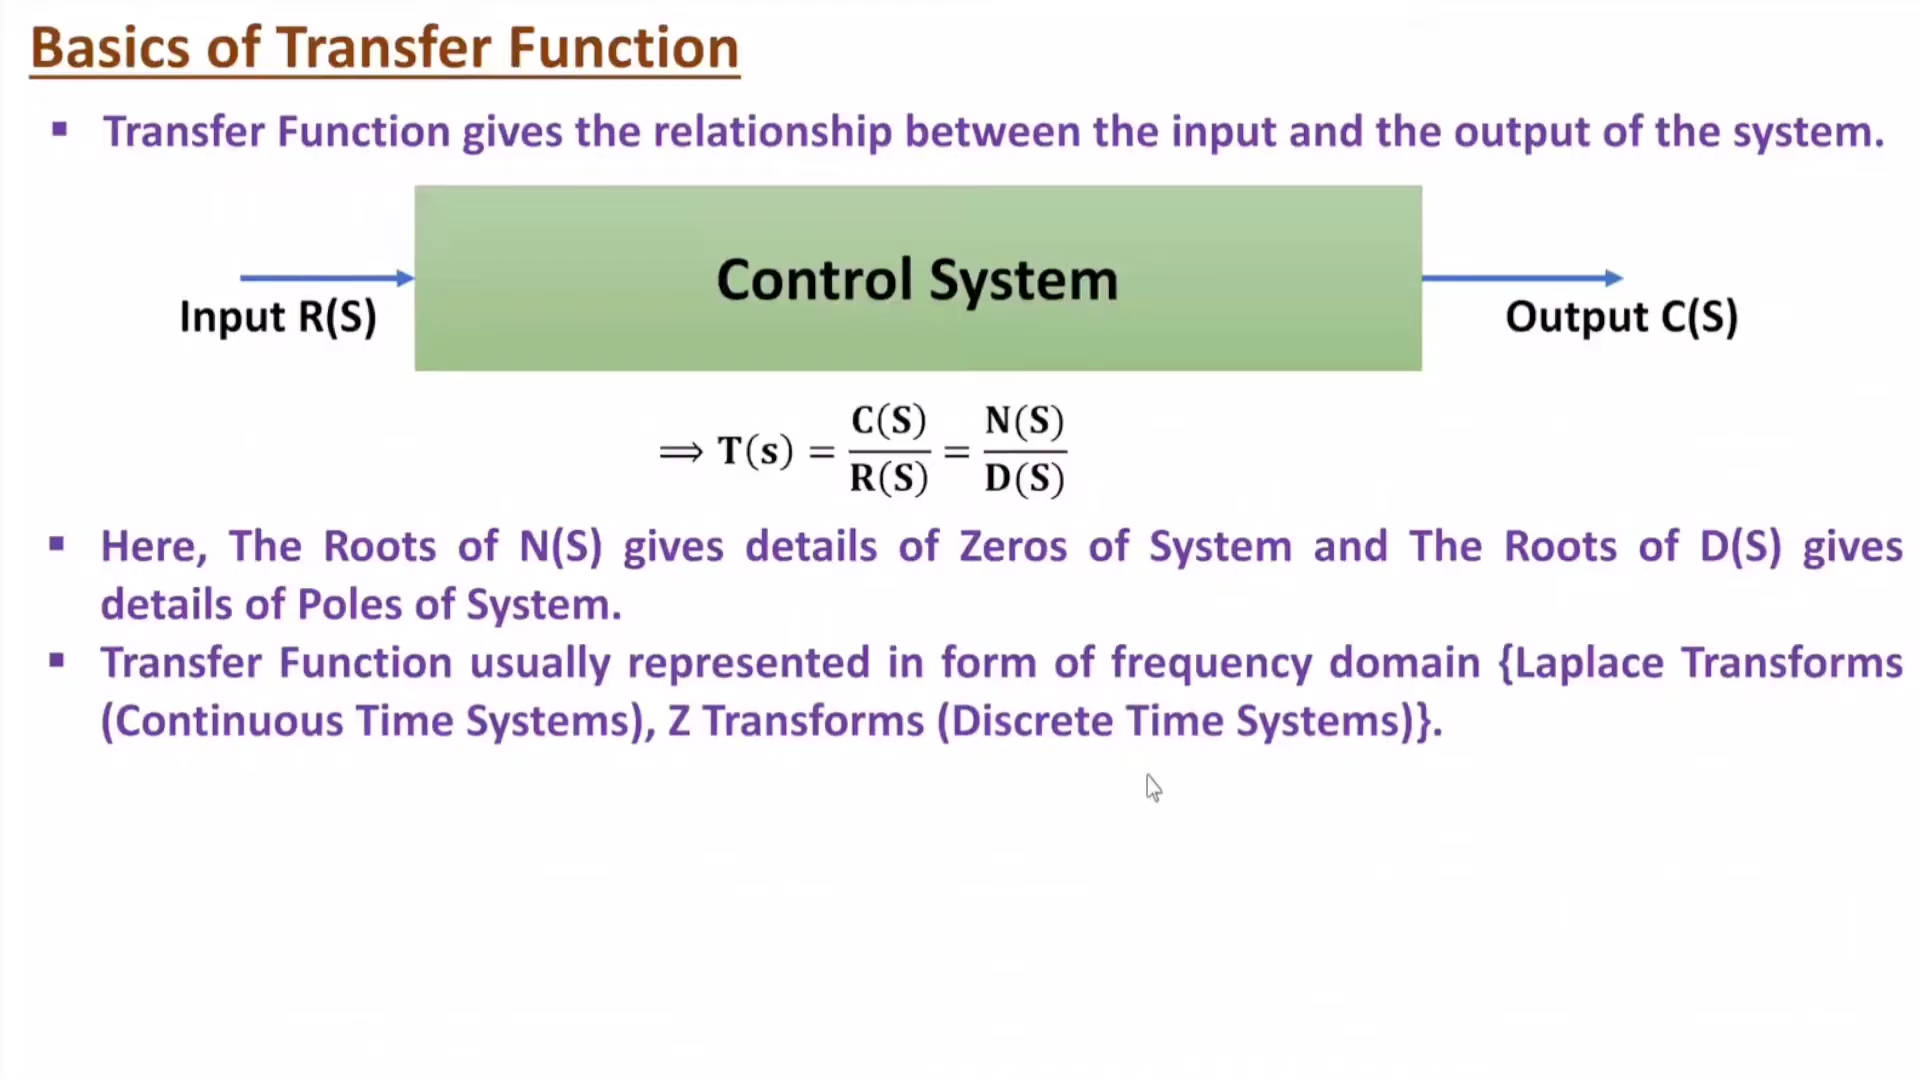 Basics of Transfer Function
▪ Transfer Function gives the relationship between the input and the output of the system.
Control System
Input R(S)
Output C(S)
⟹ T(s) = C(S)/R(S) = N(S)/D(S)
▪ Here, The Roots of N(S) gives details of Zeros of System and The Roots of D(S) gives
details of Poles of System.
▪ Transfer Function usually represented in form of frequency domain {Laplace Transforms
(Continuous Time Systems), Z Transforms (Discrete Time Systems)}.